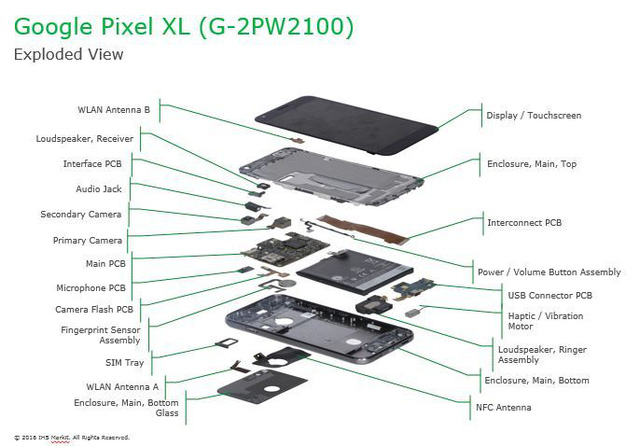 Google Pixel XL (G-2PW2100)
Exploded View
WLAN Antenna B
Loudspeaker, Receiver
Interface PCB
Audio Jack
Secondary Camera
Primary Camera
Main PCB
Microphone PCB
Camera Flash PCB
Fingerprint Sensor
Assembly
SIM Tray
WLAN Antenna A
Enclosure, Main, Bottom
Glass
Display / Touchscreen
Enclosure, Main, Top
Interconnect PCB
Power / Volume Button Assembly
USB Connector PCB
Haptic / Vibration
Motor
Loudspeaker, Ringer
Assembly
Enclosure, Main, Bottom
NFC Antenna
© 2016 IHS Markit. All Rights Reserved.